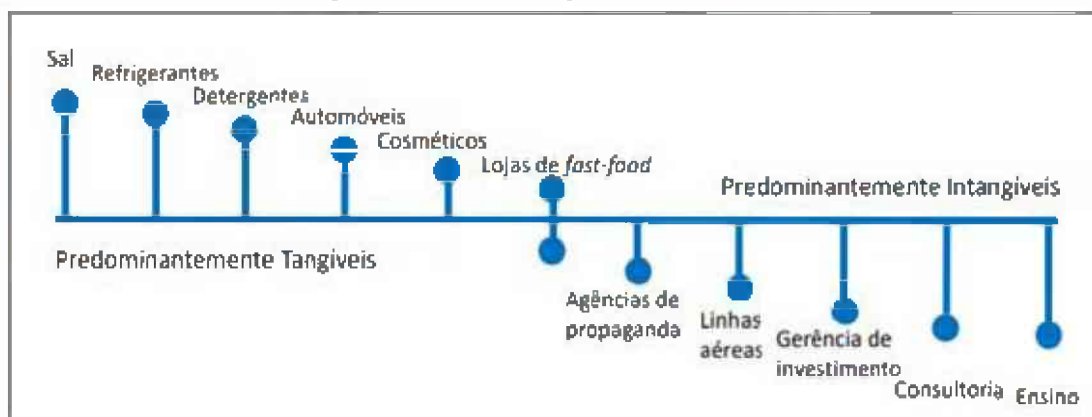 Sal
Refrigerantes
Detergentes
Automóveis
Cosméticos
Lojas de fast-food
Predominantemente Intangíveis
Predominantemente Tangíveis
Agências de
propaganda
Linhas
aéreas
Gerência de
investimento
Consultoria
Ensino